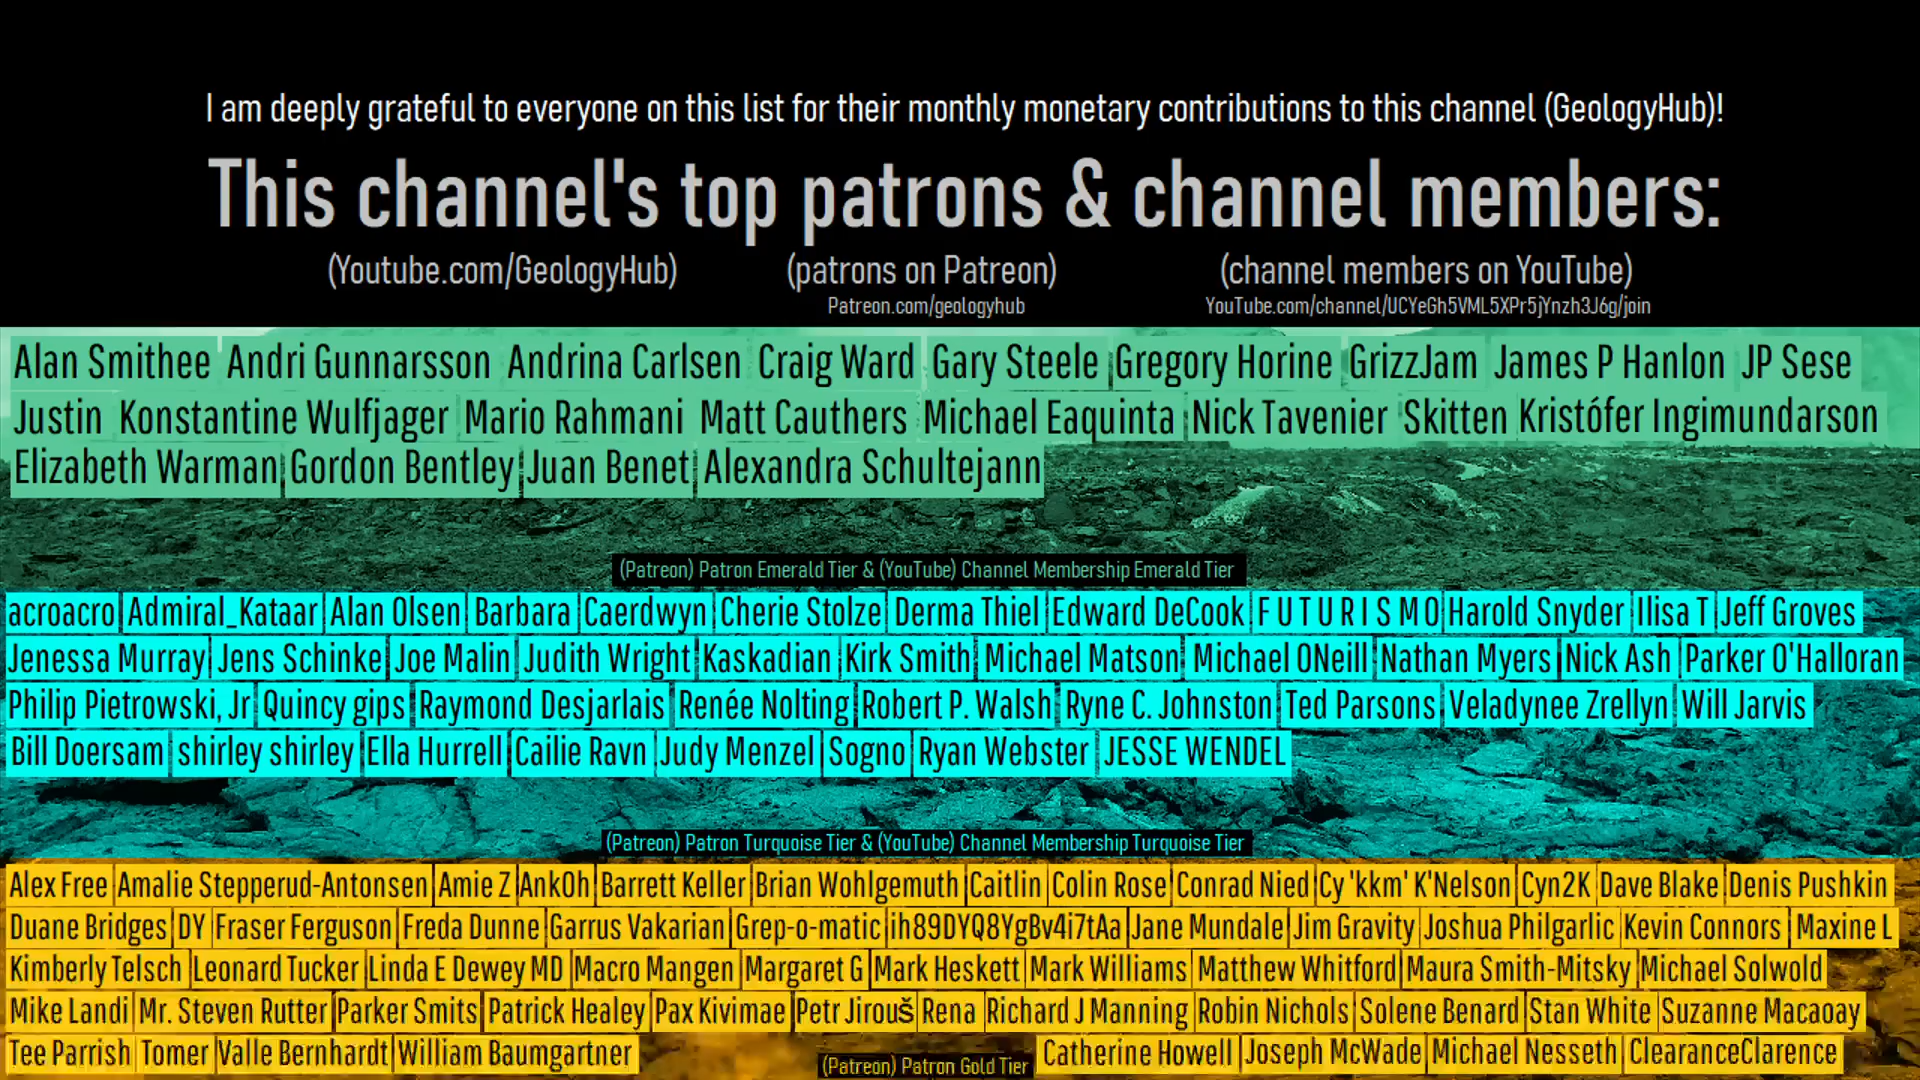 I am deeply grateful to everyone on this list for their monthly monetary contributions to this channel (GeologyHub)!
This channel's top patrons & channel members:
(Youtube.com/GeologyHub) (patrons on Patreon) (channel members on YouTube)
Patreon.com/geologyhub YouTube.com/channel/UCYeGh5VML5XPr5jYnzh3J6g/join
Alan Smithee Andri Gunnarsson Andrina Carlsen Craig Ward Gary Steele Gregory Horine GrizzJam James P Hanlon JP Sese
Justin Konstantine Wulfjager Mario Rahmani Matt Cauthers Michael Eaquinta Nick Tavenier Skitten Kristófer Ingimundarson
Elizabeth Warman Gordon Bentley Juan Benet Alexandra Schultejann
(Patreon) Patron Emerald Tier & (YouTube) Channel Membership Emerald Tier
acroacro Admiral_Kataar Alan Olsen Barbara Caerdwyn Cherie Stolze Derma Thiel Edward DeCook F U T U R I S M O Harold Snyder Ilisa T Jeff Groves
Jenessa Murray Jens Schinke Joe Malin Judith Wright Kaskadian Kirk Smith Michael Matson Michael ONeill Nathan Myers Nick Ash Parker O'Halloran
Philip Pietrowski, Jr Quincy gips Raymond Desjarlais Renée Nolting Robert P. Walsh Ryne C. Johnston Ted Parsons Veladynee Zrellyn Will Jarvis
Bill Doersam shirley shirley Ella Hurrell Cailie Ravn Judy Menzel Sogno Ryan Webster JESSE WENDEL
(Patreon) Patron Turquoise Tier & (YouTube) Channel Membership Turquoise Tier
Alex Free Amalie Stepperud-Antonsen Amie Z AnkOh Barrett Keller Brian Wohlgemuth Caitlin Colin Rose Conrad Nied Cy 'kkm' K'Nelson Cyn2K Dave Blake Denis Pushkin
Duane Bridges DY Fraser Ferguson Freda Dunne Garrus Vakarian Grep-o-matic ih89DYQ8YgBv4i7tAa Jane Mundale Jim Gravity Joshua Philgarlic Kevin Connors Maxine L
Kimberly Telsch Leonard Tucker Linda E Dewey MD Macro Mangen Margaret G Mark Heskett Mark Williams Matthew Whitford Maura Smith-Mitsky Michael Solwold
Mike Landi Mr. Steven Rutter Parker Smits Patrick Healey Pax Kivimae Petr Jirouš Rena Richard J Manning Robin Nichols Solene Benard Stan White Suzanne Macaoay
Tee Parrish Tomer Valle Bernhardt William Baumgartner (Patreon) Patron Gold Tier Catherine Howell Joseph McWade Michael Nesseth ClearanceClarence